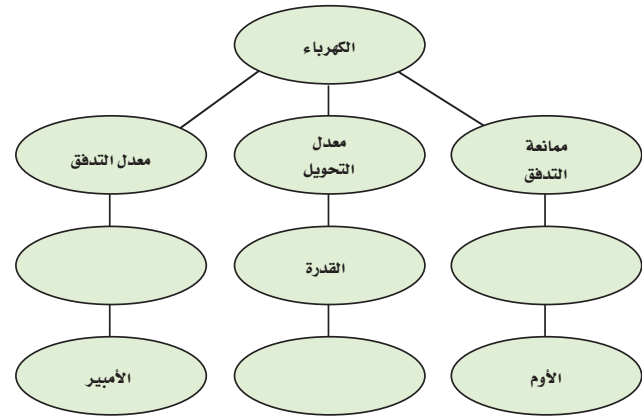 الكهرباء
ممانعة
التدفق
معدل
التحويل
معدل التدفق
القدرة
الأوم
الأمبير